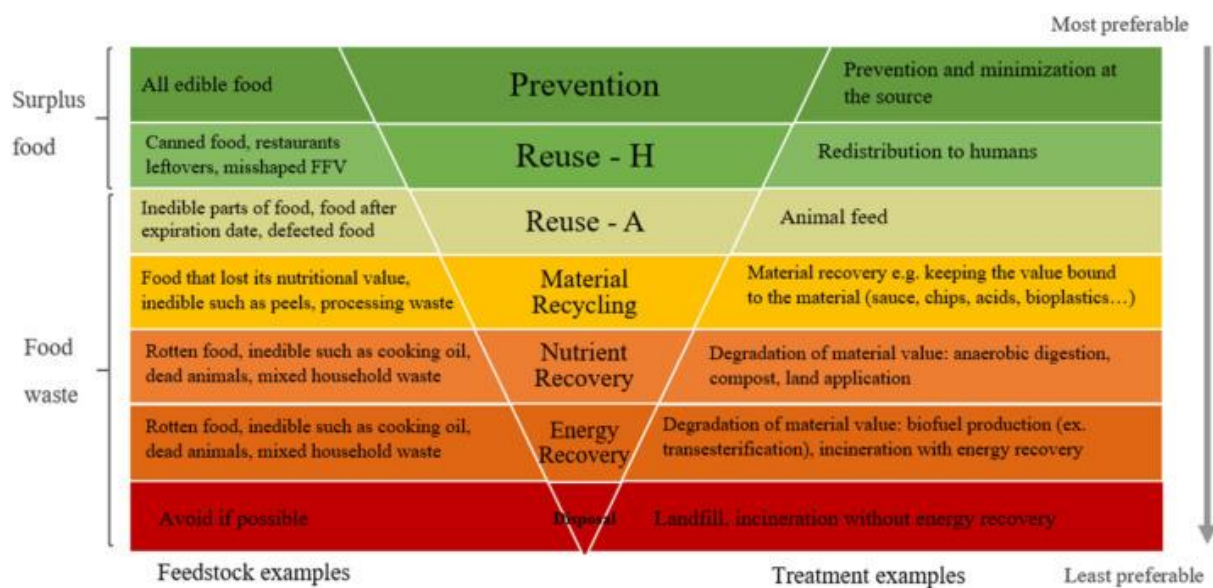 Most preferable
Surplus
food
All edible food
Prevention
Prevention and minimization at
the source
Canned food, restaurants
leftovers, misshaped FFV
Reuse - H
Redistribution to humans
Food
waste
Inedible parts of food, food after
expiration date, defected food
Reuse - A
Animal feed
Food that lost its nutritional value,
inedible such as peels, processing waste
Material
Recycling
Material recovery e.g. keeping the value bound
to the material (sauce, chips, acids, bioplastics…)
Rotten food, inedible such as cooking oil,
dead animals, mixed household waste
Nutrient
Recovery
Degradation of material value: anaerobic digestion,
compost, land application
Rotten food, inedible such as cooking oil,
dead animals, mixed household waste
Energy
Recovery
Degradation of material value: biofuel production (ex.
transesterification), incineration with energy recovery
Avoid if possible
Disposal
Landfill, incineration without energy recovery
Feedstock examples
Treatment examples
Least preferable